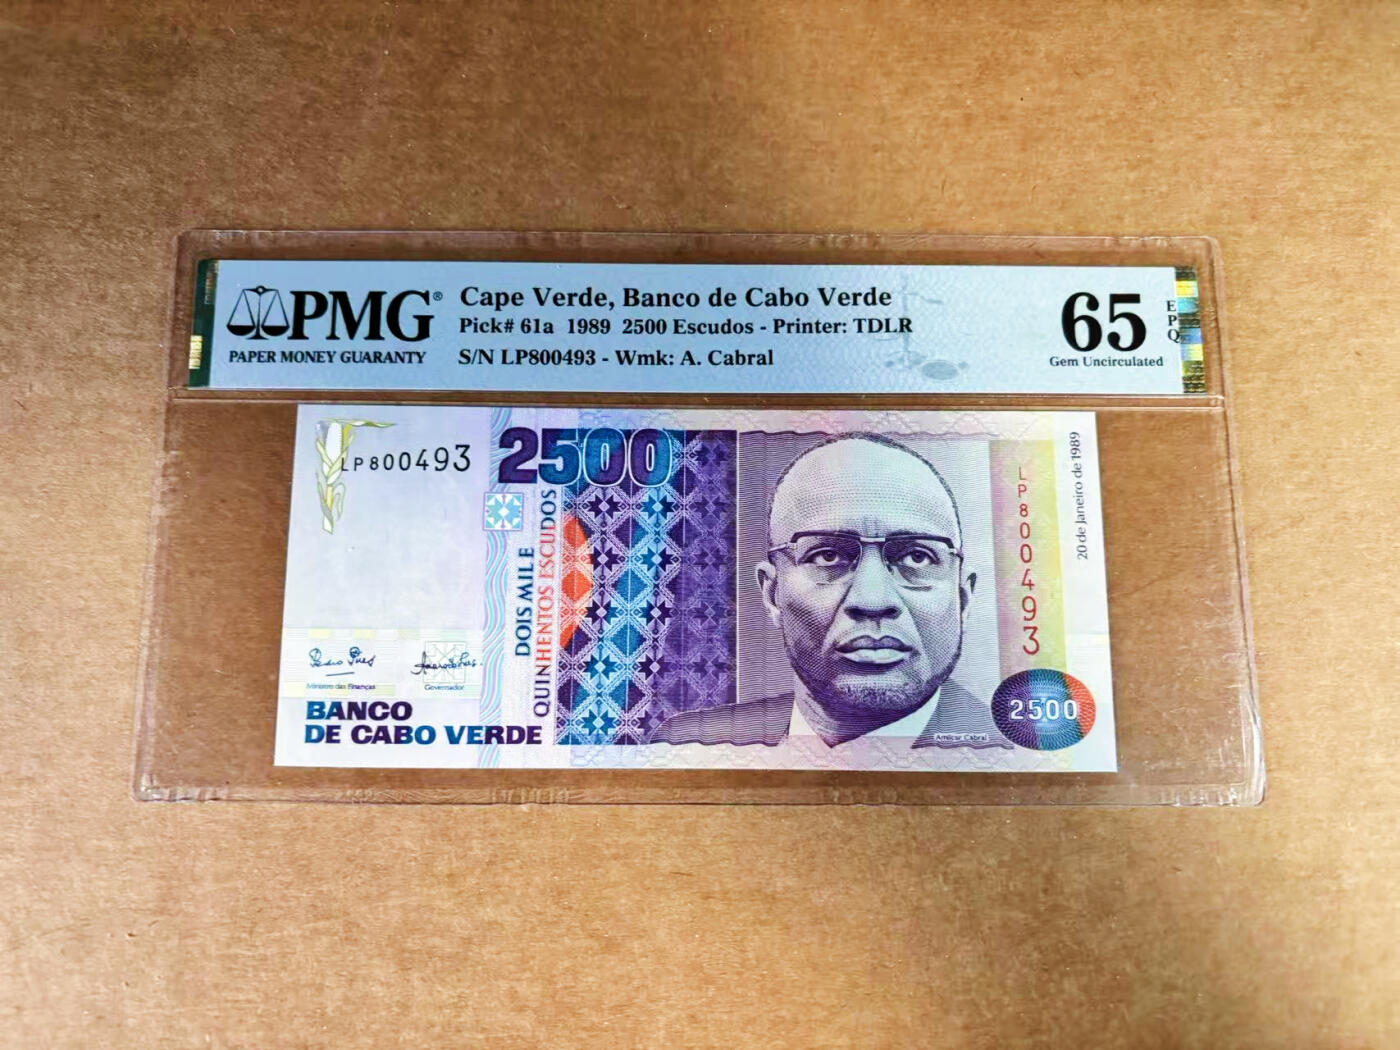 PMG®
PAPER MONEY GUARANTY
Cape Verde, Banco de Cabo Verde
Pick# 61a 1989 2500 Escudos - Printer: TDLR
S/N LP800493 - Wmk: A. Cabral
65
EPQ
Gem Uncirculated
LP800493
2500
DOIS MILE
QUINHENTOS ESCUDOS
LP800493
20 de Janeiro de 1989
Ministro das Finanças
Governador
BANCO
DE CABO VERDE
Amílcar Cabral
2500